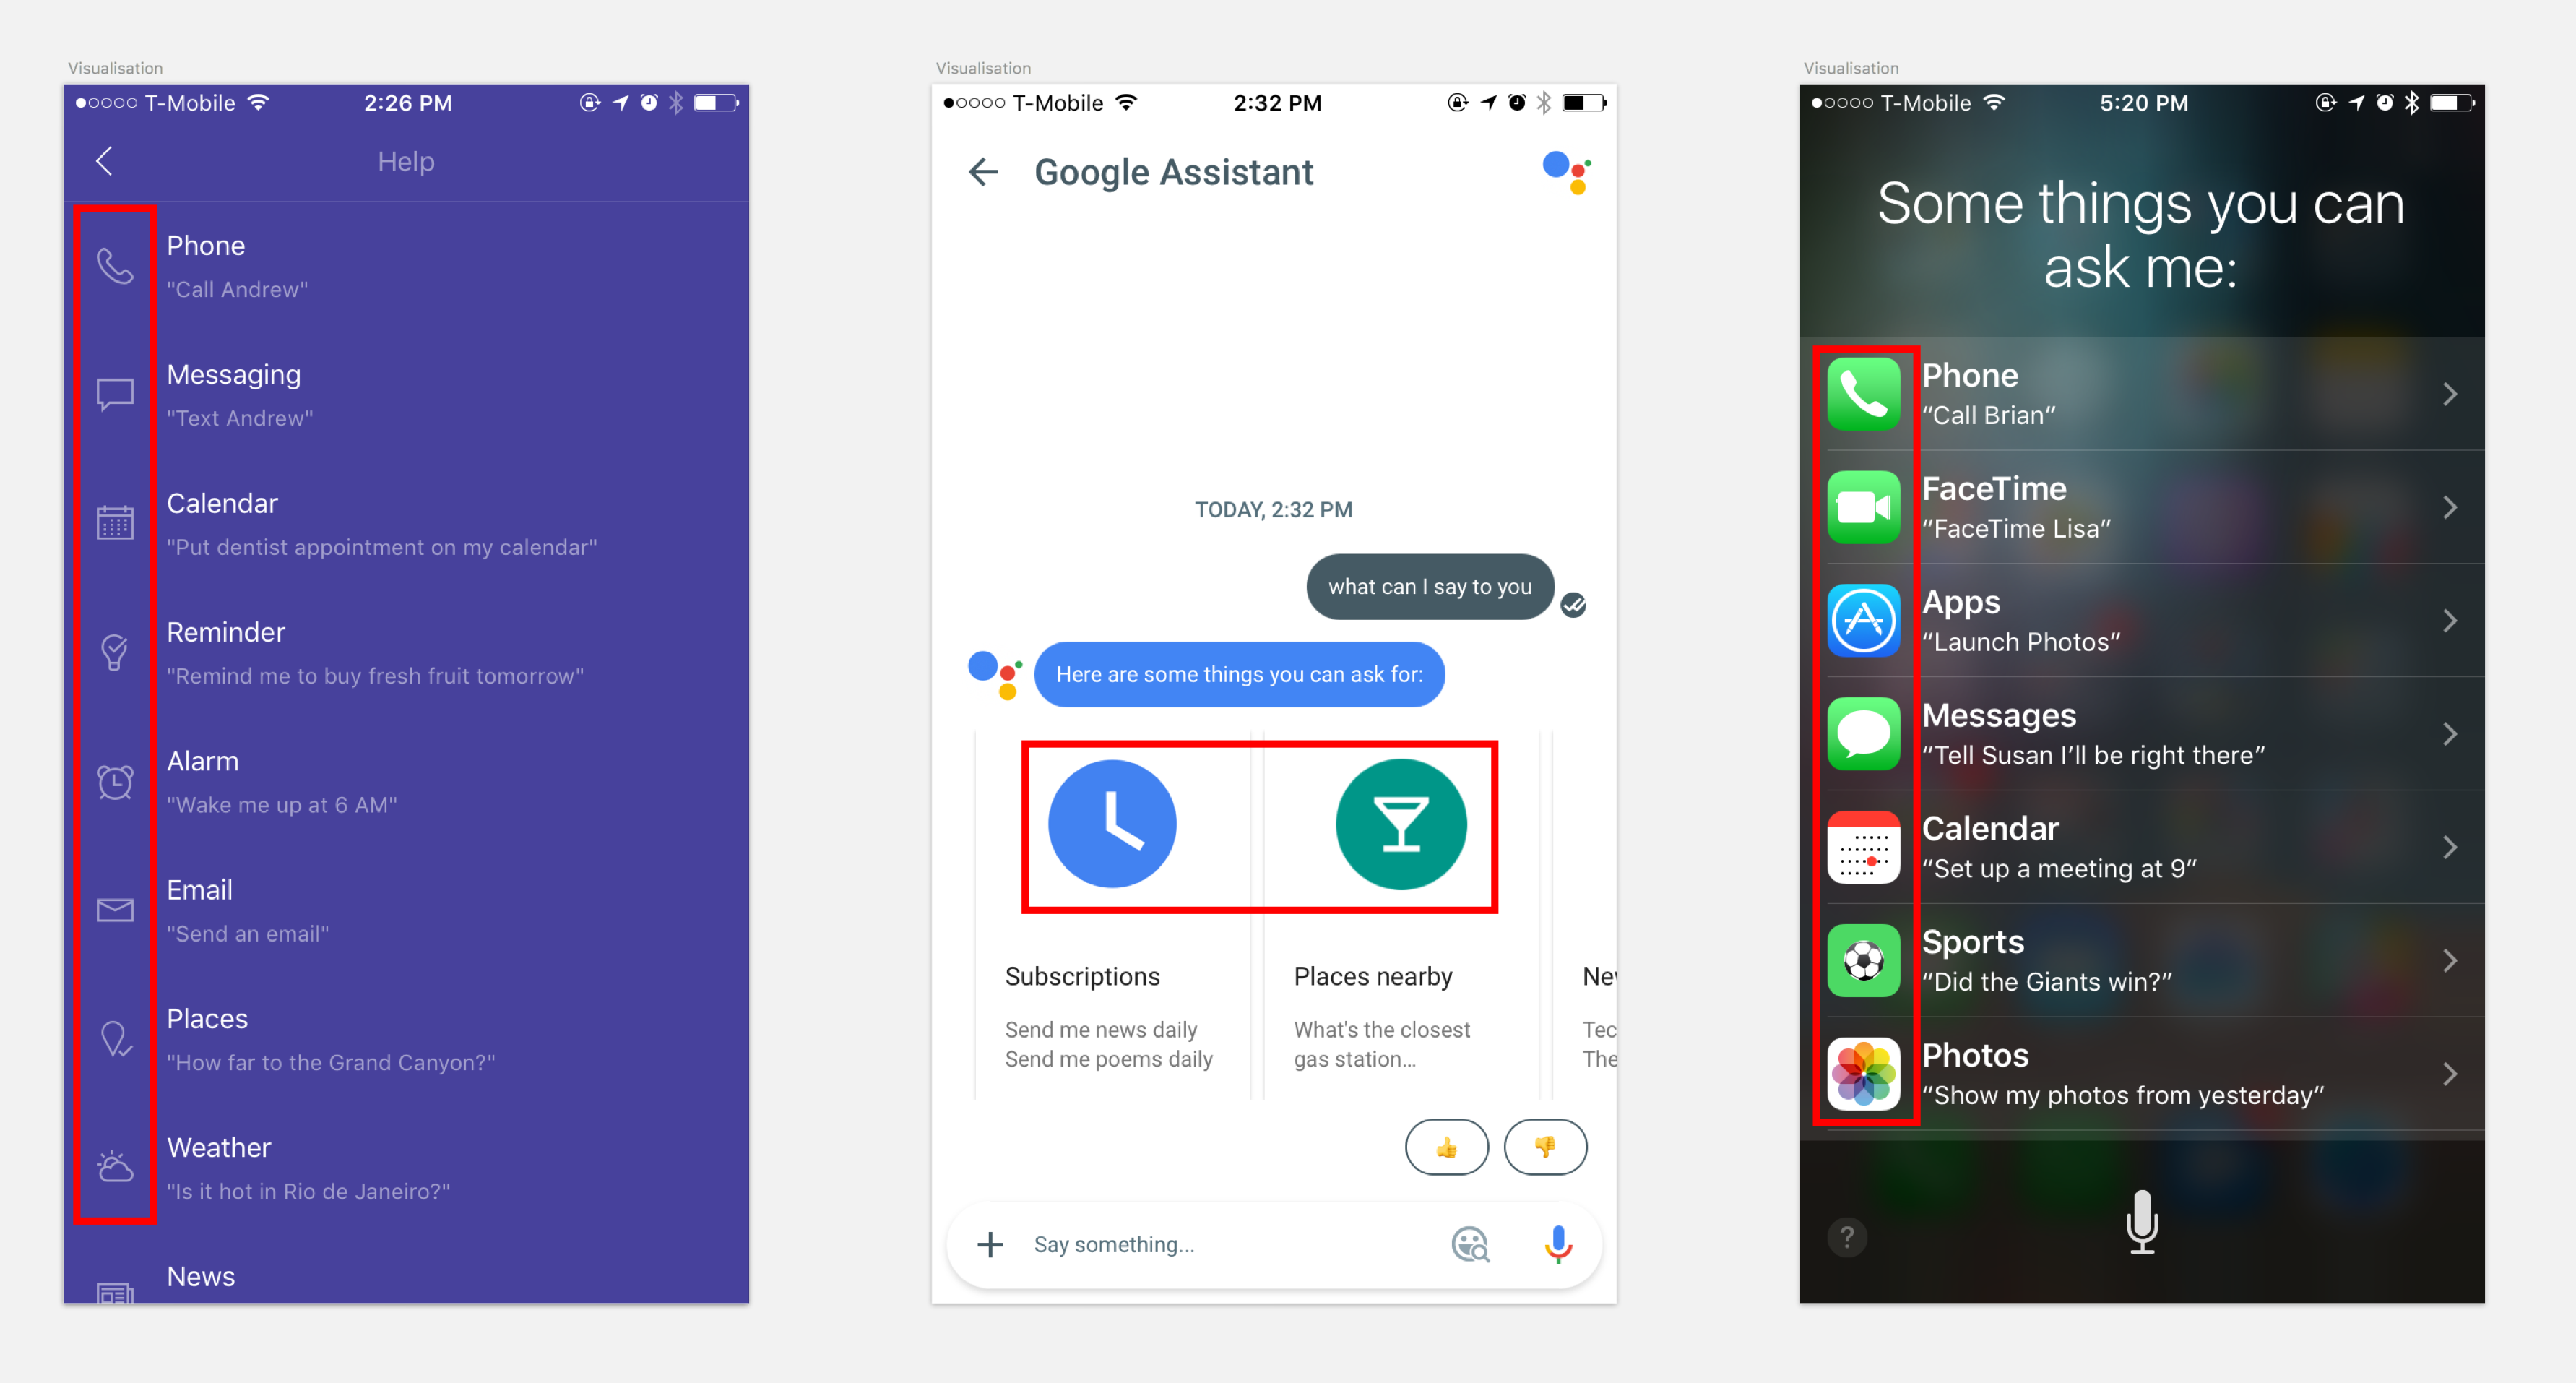 Visualisation
T-Mobile 2:26 PM
Help
Phone
"Call Andrew"
Messaging
"Text Andrew"
Calendar
"Put dentist appointment on my calendar"
Reminder
"Remind me to buy fresh fruit tomorrow"
Alarm
"Wake me up at 6 AM"
Email
"Send an email"
Places
"How far to the Grand Canyon?"
Weather
"Is it hot in Rio de Janeiro?"
News
Visualisation
T-Mobile 2:32 PM
Google Assistant
TODAY, 2:32 PM
what can I say to you
Here are some things you can ask for:
Subscriptions
Send me news daily
Send me poems daily
Places nearby
What's the closest
gas station...
Tec
The
Say something...
Visualisation
T-Mobile 5:20 PM
Some things you can
ask me:
Phone
“Call Brian”
FaceTime
“FaceTime Lisa”
Apps
“Launch Photos”
Messages
“Tell Susan I’ll be right there”
Calendar
“Set up a meeting at 9”
Sports
“Did the Giants win?”
Photos
“Show my photos from yesterday”
?